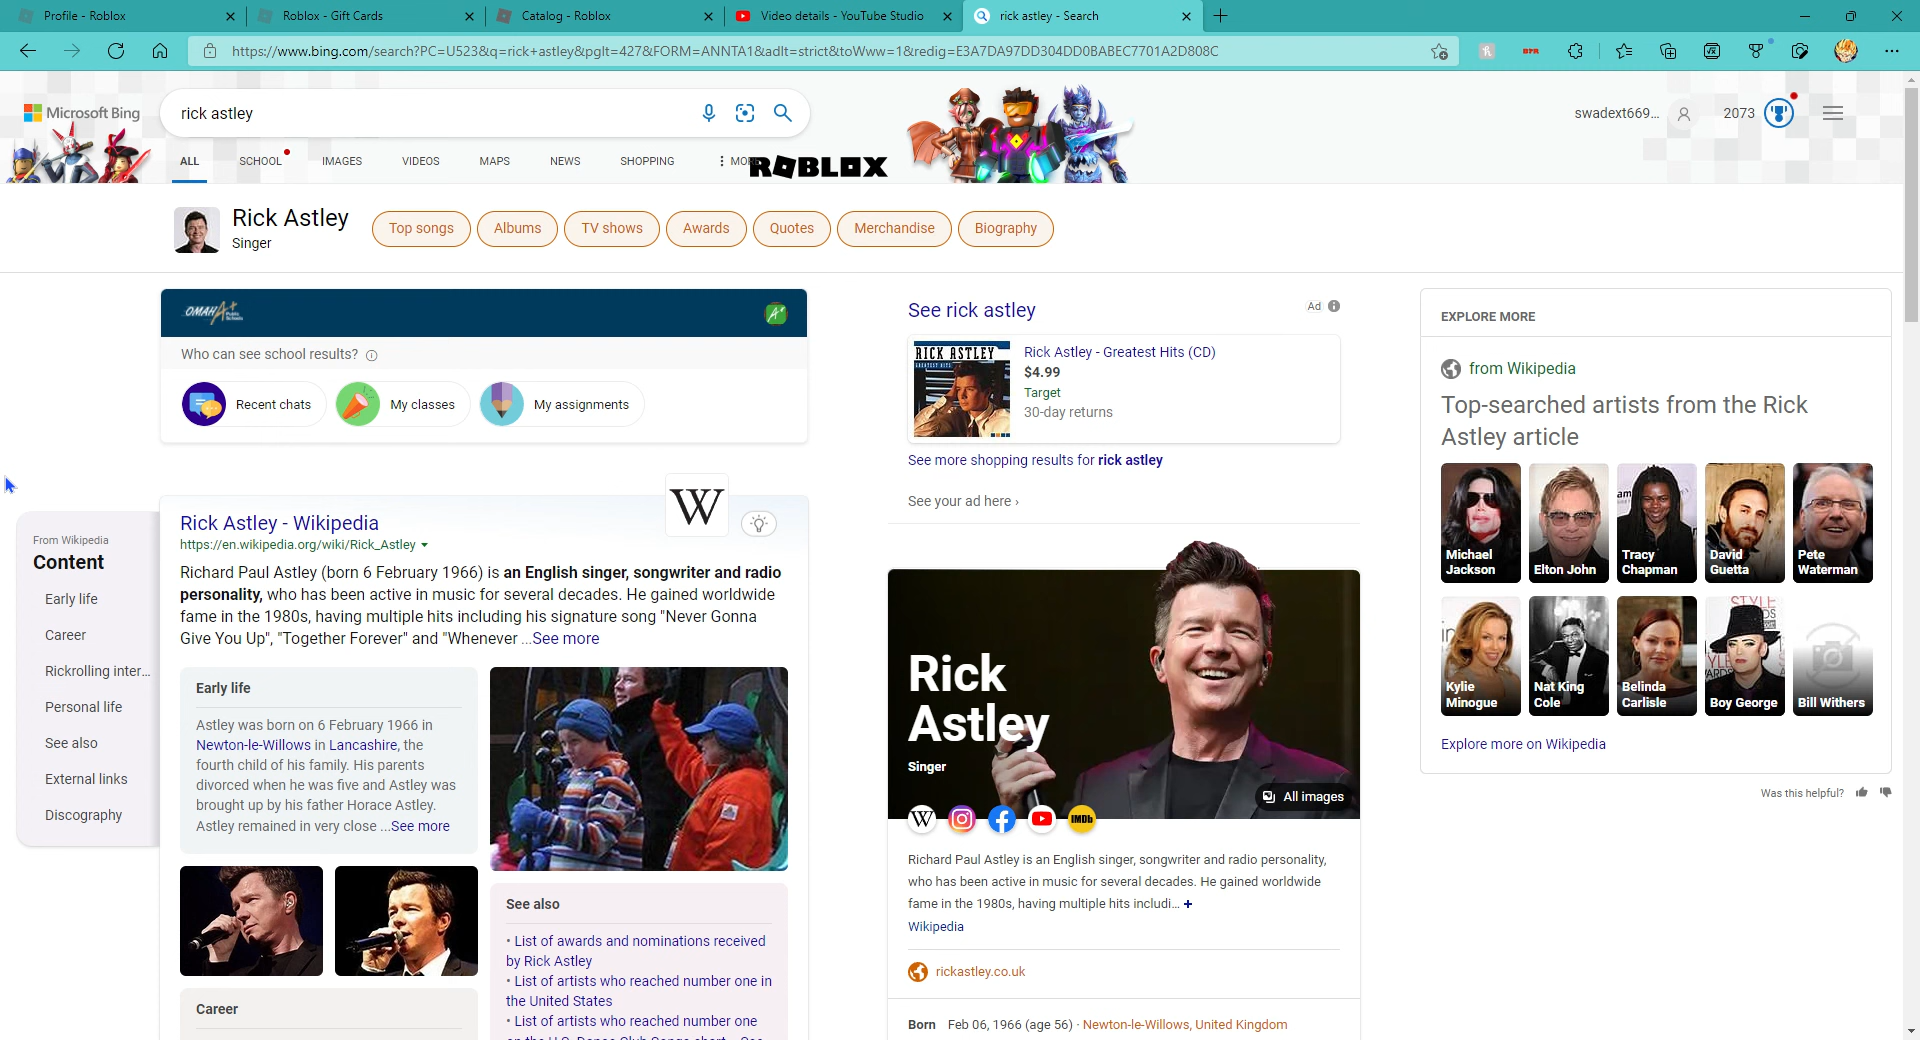 Profile - Roblox
Roblox - Gift Cards
Catalog - Roblox
Video details - YouTube Studio
rick astley - Search
https://www.bing.com/search?PC=U523&q=rick+astley&pglt=427&FORM=ANNTA1&adlt=strict&toWww=1&redig=E3A7DA97DD304DD0BABEC7701A2D808C
Microsoft Bing
rick astley
swadext669...
2073
ALL
SCHOOL
IMAGES
VIDEOS
MAPS
NEWS
SHOPPING
MORE
ROBLOX
Rick Astley
Singer
Top songs
Albums
TV shows
Awards
Quotes
Merchandise
Biography
OMAHA
Public
Schools
Who can see school results?
Recent chats
My classes
My assignments
From Wikipedia
Content
Early life
Career
Rickrolling inter...
Personal life
See also
External links
Discography
W
Rick Astley - Wikipedia
https://en.wikipedia.org/wiki/Rick_Astley
Richard Paul Astley (born 6 February 1966) is an English singer, songwriter and radio
personality, who has been active in music for several decades. He gained worldwide
fame in the 1980s, having multiple hits including his signature song "Never Gonna
Give You Up", "Together Forever" and "Whenever ...See more
Early life
Astley was born on 6 February 1966 in
Newton-le-Willows in Lancashire, the
fourth child of his family. His parents
divorced when he was five and Astley was
brought up by his father Horace Astley.
Astley remained in very close ...See more
Career
See also
· List of awards and nominations received
by Rick Astley
· List of artists who reached number one in
the United States
· List of artists who reached number one
on the U.S. Dance Club Songs chart
See rick astley
Ad
RICK ASTLEY
GREATEST HITS
Rick Astley - Greatest Hits (CD)
$4.99
Target
30-day returns
See more shopping results for rick astley
See your ad here ›
Rick
Astley
Singer
All images
W
IMDb
Richard Paul Astley is an English singer, songwriter and radio personality,
who has been active in music for several decades. He gained worldwide
fame in the 1980s, having multiple hits includi... +
Wikipedia
rickastley.co.uk
Born Feb 06, 1966 (age 56) · Newton-le-Willows, United Kingdom
EXPLORE MORE
from Wikipedia
Top-searched artists from the Rick
Astley article
Michael
Jackson
Elton John
Tracy
Chapman
David
Guetta
Pete
Waterman
Kylie
Minogue
Nat King
Cole
Belinda
Carlisle
Boy George
Bill Withers
Explore more on Wikipedia
Was this helpful?